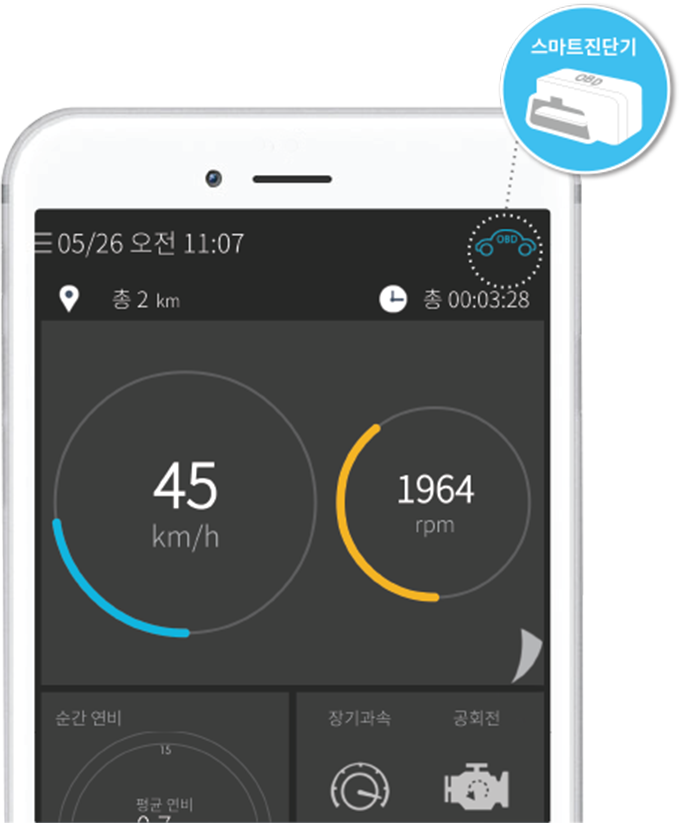 스마트진단기
OBD
05/26 오전 11:07
OBD
총 2 km
총 00:03:28
45
km/h
1964
rpm
순간 연비
장기과속
공회전
15
평균 연비